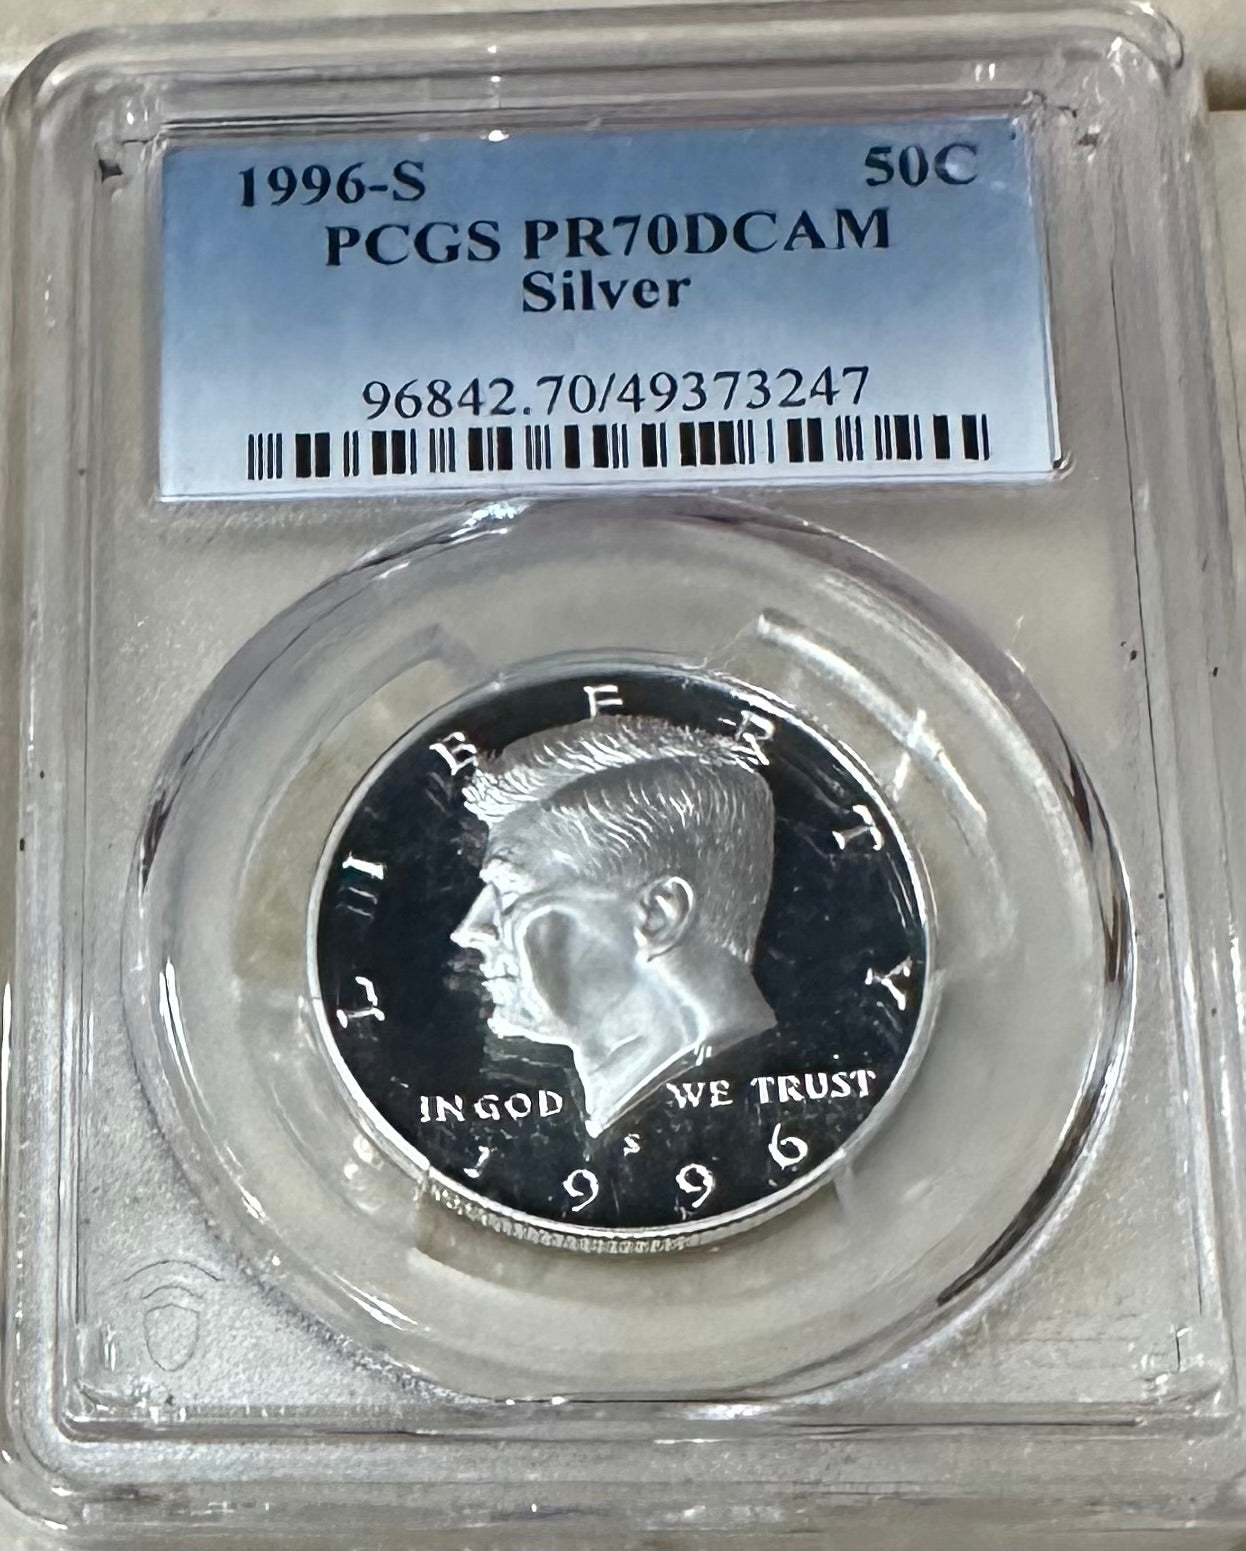 1996-S 50C
PCGS PR70DCAM
Silver
96842.70/49373247
LIBERTY
IN GOD WE TRUST
S
1996